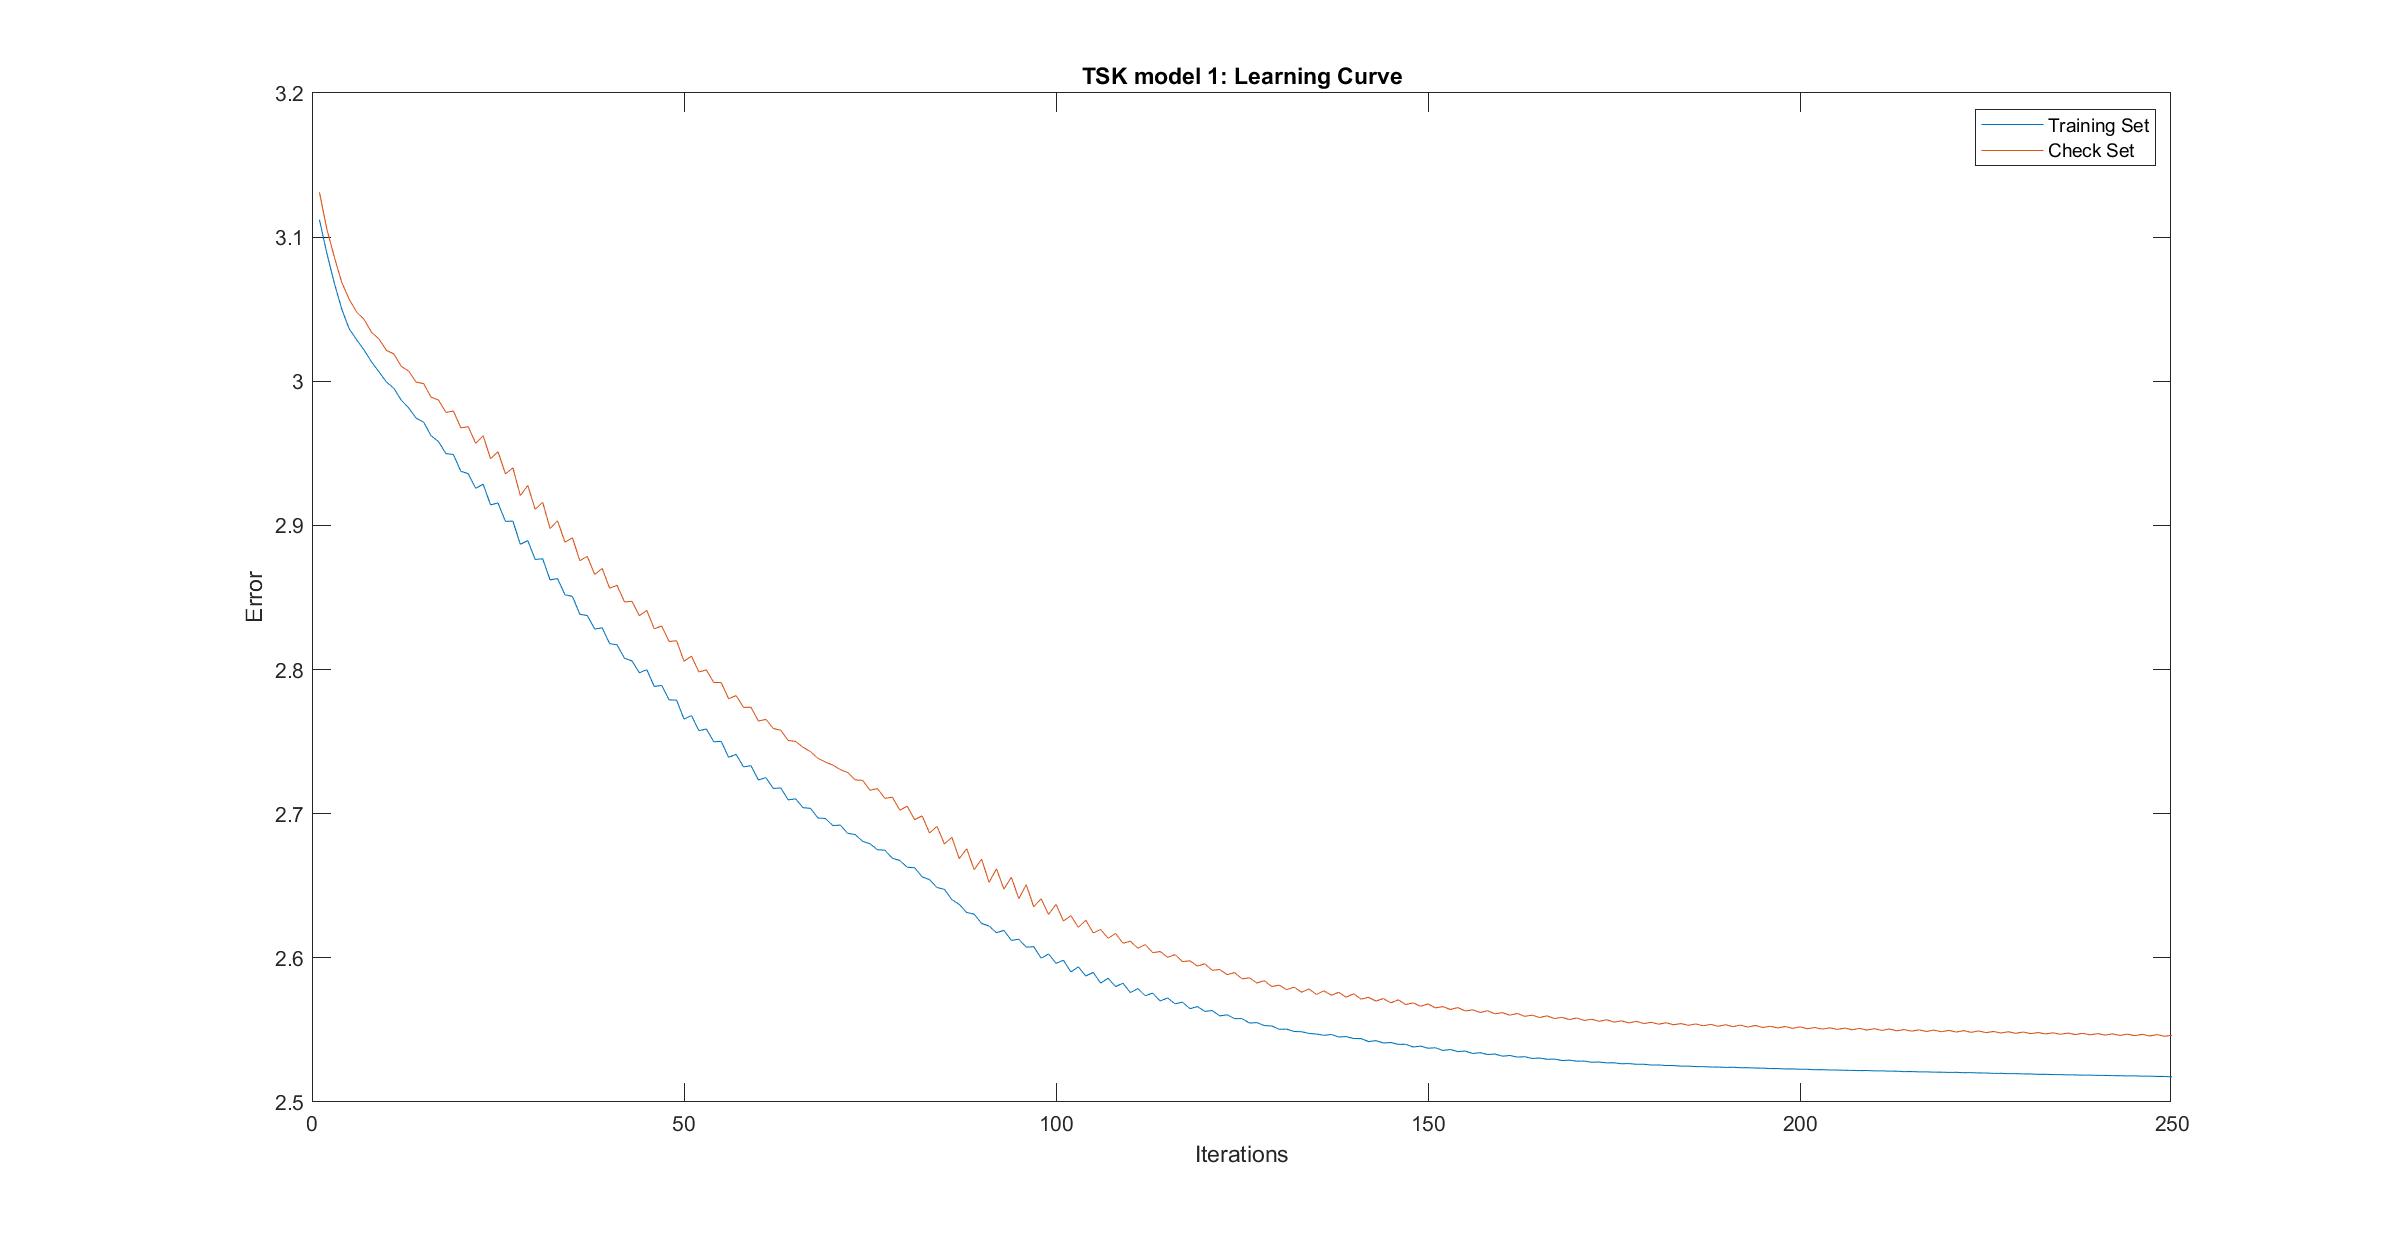 TSK model 1: Learning Curve
Training Set
Check Set
3.2
3.1
3
2.9
2.8
2.7
2.6
2.5
Error
0
50
100
150
200
250
Iterations